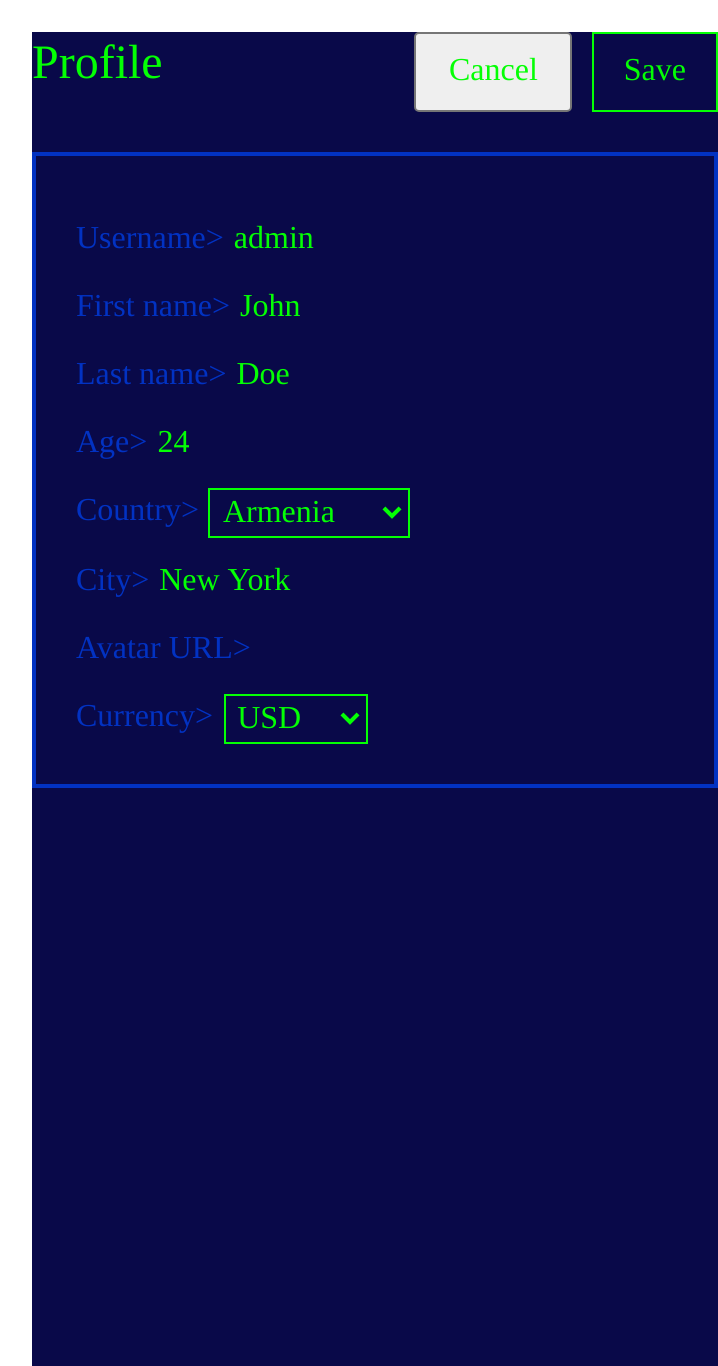 Profile Cancel Save
Username> admin
First name> John
Last name> Doe
Age> 24
Country> Armenia
City> New York
Avatar URL>
Currency> USD